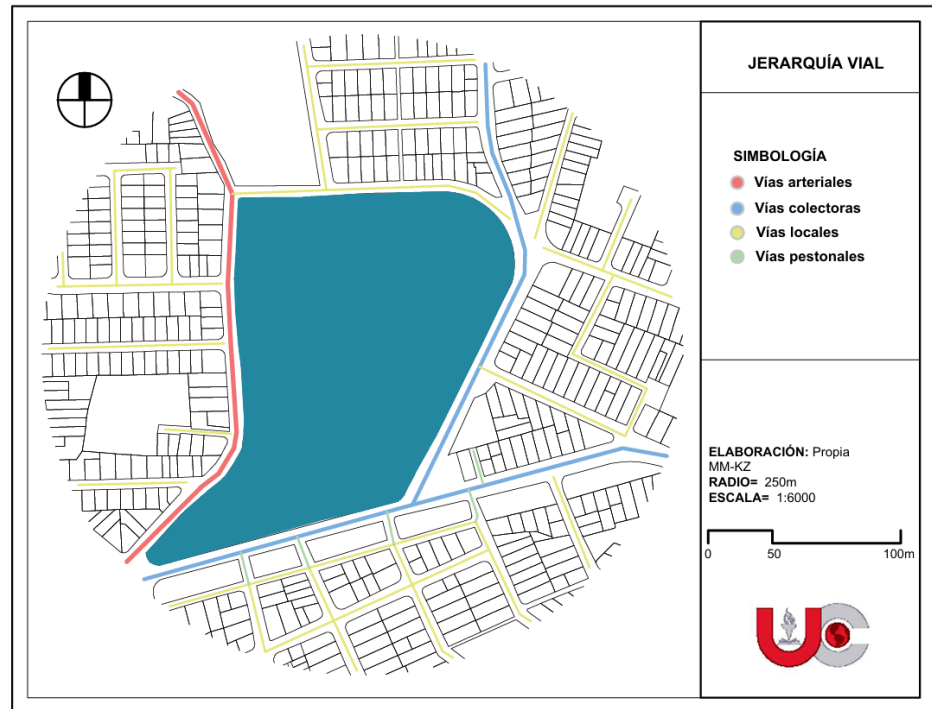 JERARQUÍA VIAL
SIMBOLOGÍA
Vías arteriales
Vías colectoras
Vías locales
Vías pestonales
ELABORACIÓN: Propia
MM-KZ
RADIO= 250m
ESCALA= 1:6000
0 50 100m
UC